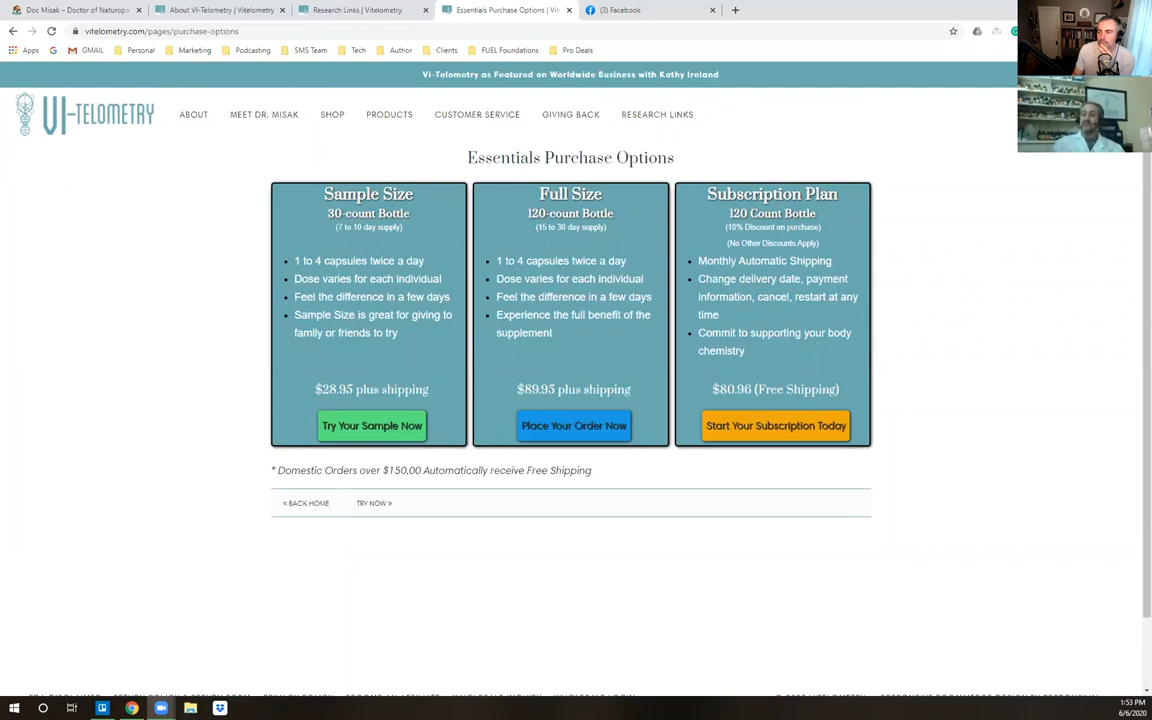 Doc Misak – Doctor of Naturop
About VI-Telometry | Vitelometry
Research Links | Vitelometry
Essentials Purchase Options | Vit
(3) Facebook
vitelometry.com/pages/purchase-options
Apps
GMAIL
Personal
Marketing
Podcasting
SMS Team
Tech
Author
Clients
FUEL Foundations
Pro Deals
Vi-Telometry as Featured on Worldwide Business with Kathy Ireland
VI-TELOMETRY
ABOUT
MEET DR. MISAK
SHOP
PRODUCTS
CUSTOMER SERVICE
GIVING BACK
RESEARCH LINKS
Essentials Purchase Options
Sample Size
30-count Bottle
(7 to 10 day supply)
• 1 to 4 capsules twice a day
• Dose varies for each individual
• Feel the difference in a few days
• Sample Size is great for giving to
family or friends to try
$28.95 plus shipping
Try Your Sample Now
Full Size
120-count Bottle
(15 to 30 day supply)
• 1 to 4 capsules twice a day
• Dose varies for each individual
• Feel the difference in a few days
• Experience the full benefit of the
supplement
$89.95 plus shipping
Place Your Order Now
Subscription Plan
120 Count Bottle
(10% Discount on purchase)
(No Other Discounts Apply)
• Monthly Automatic Shipping
• Change delivery date, payment
information, cancel, restart at any
time
• Commit to supporting your body
chemistry
$80.96 (Free Shipping)
Start Your Subscription Today
* Domestic Orders over $150.00 Automatically receive Free Shipping
< BACK HOME
TRY NOW >
1:53 PM
6/6/2020